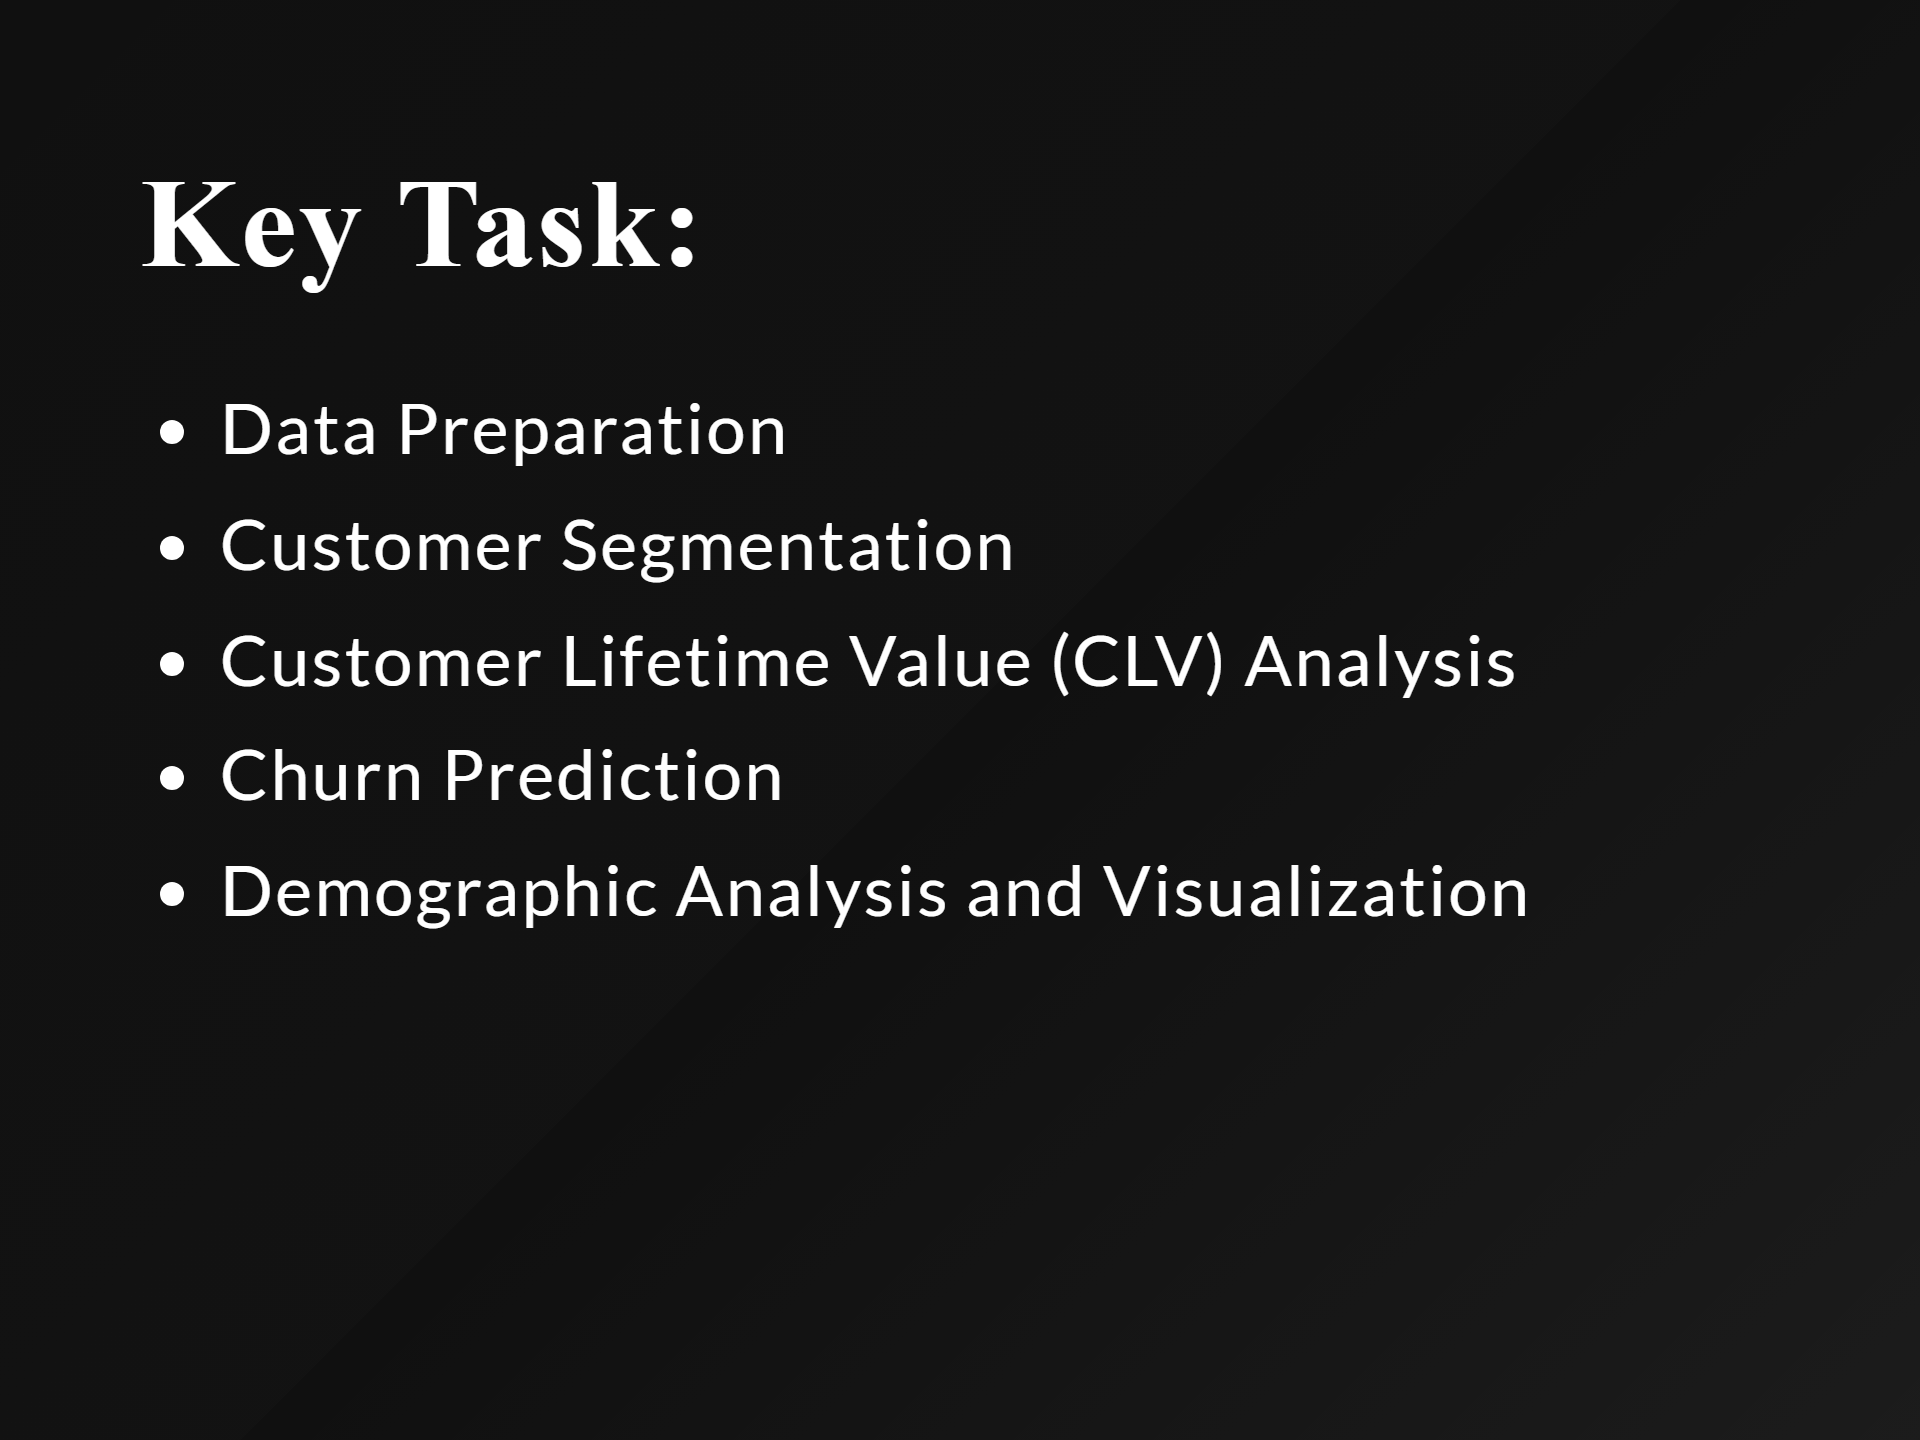 Key Task:
• Data Preparation
• Customer Segmentation
• Customer Lifetime Value (CLV) Analysis
• Churn Prediction
• Demographic Analysis and Visualization